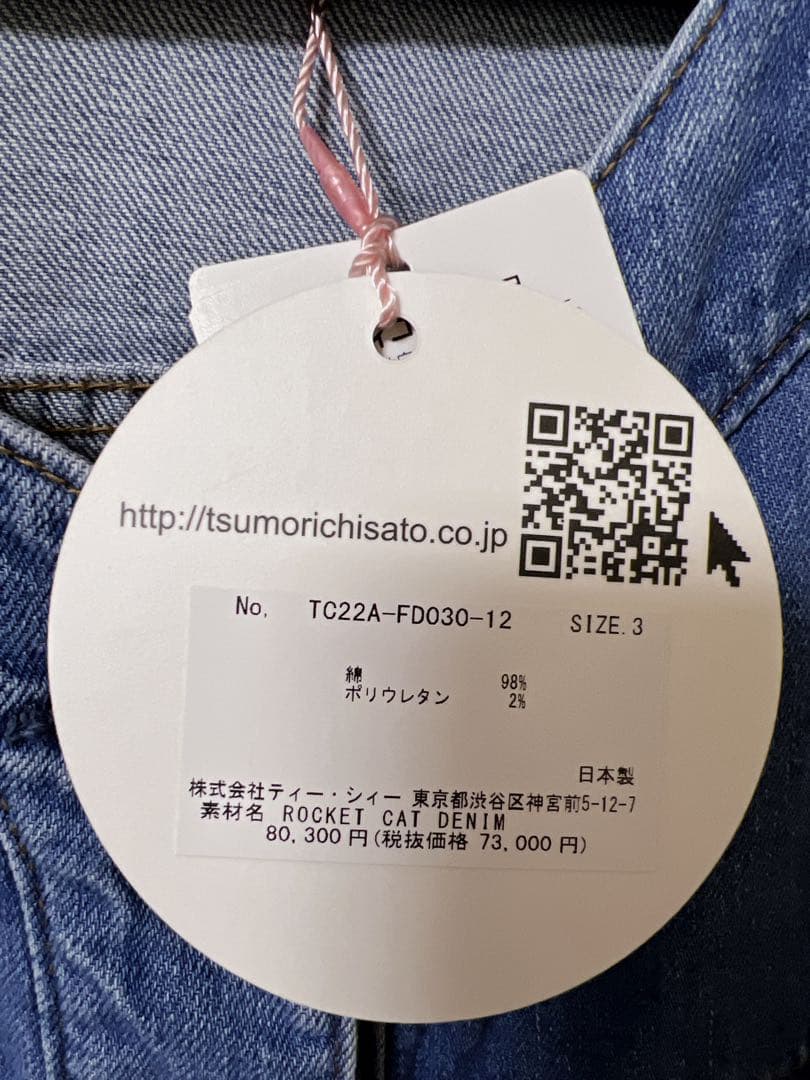 http://tsumorichisato.co.jp
No, TC22A-FD030-12 SIZE.3
綿 98%
ポリウレタン 2%
日本製
株式会社ティー・シィー 東京都渋谷区神宮前5-12-7
素材名 ROCKET CAT DENIM
80,300円(税抜価格 73,000円)